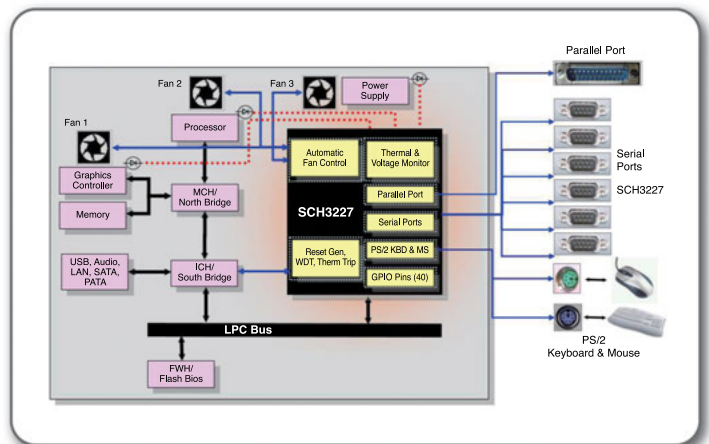 Parallel Port
Fan 2
Fan 3
Power
Supply
Fan 1
Processor
Automatic
Fan Control
Thermal &
Voltage Monitor
Graphics
Controller
Memory
MCH/
North Bridge
Parallel Port
SCH3227
Serial Ports
Serial
Ports
SCH3227
USB, Audio,
LAN, SATA,
PATA
ICH/
South Bridge
Reset Gen,
WDT, Therm Trip
PS/2 KBD & MS
GPIO Pins (40)
LPC Bus
FWH/
Flash Bios
PS/2
Keyboard & Mouse